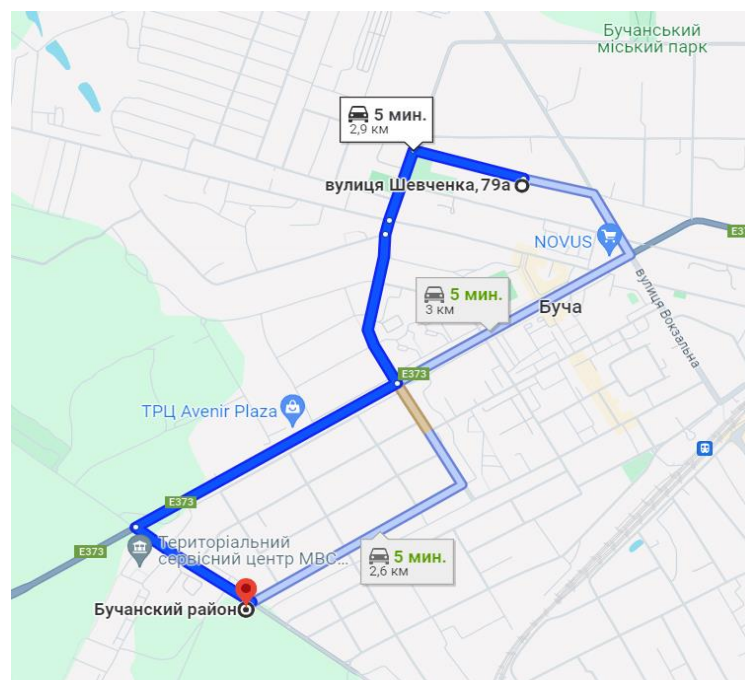 Бучанський
міський парк
5 мин.
2,9 км
вулиця Шевченка, 79а
E37
NOVUS
вулиця Вокзальна
5 мин.
3 км
Буча
E373
ТРЦ Avenir Plaza
E373
E373
Територіальний
сервісний центр МВС...
5 мин.
2,6 км
Бучанский район